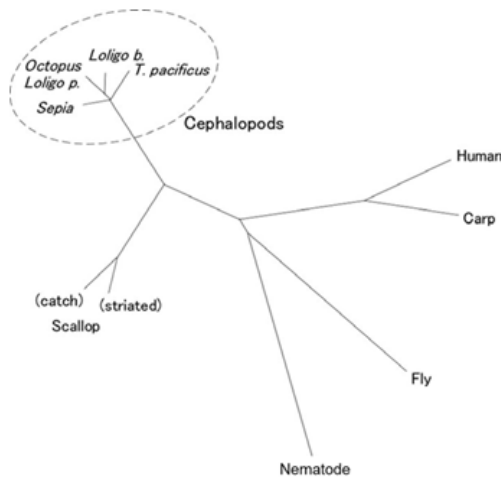 Loligo b.
Octopus
T. pacificus
Loligo p.
Sepia
Cephalopods
Human
Carp
(catch)
(striated)
Scallop
Fly
Nematode